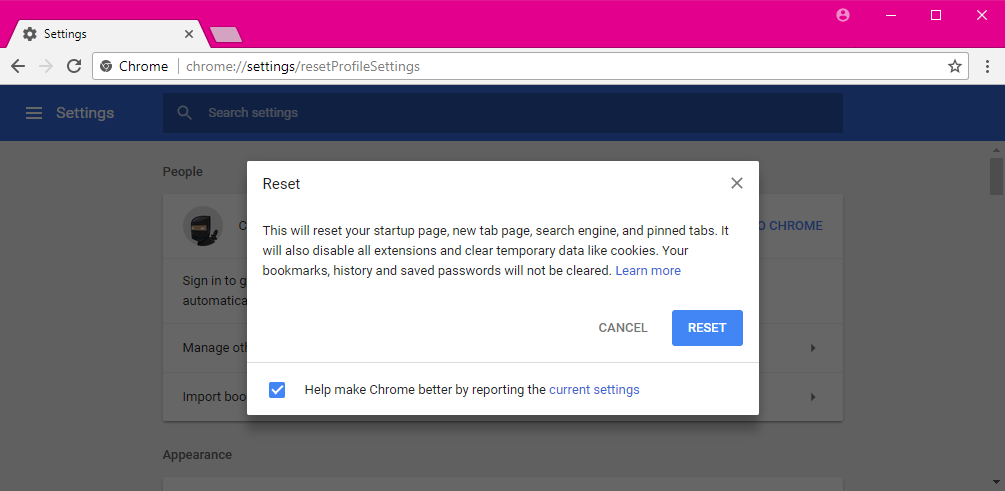 Settings
Chrome chrome://settings/resetProfileSettings
Settings Search settings
People
Reset
This will reset your startup page, new tab page, search engine, and pinned tabs. It
will also disable all extensions and clear temporary data like cookies. Your
bookmarks, history and saved passwords will not be cleared. Learn more
CHROME
Sign in to
automatica
Manage
CANCEL RESET
Import
Help make Chrome better by reporting the current settings
Appearance